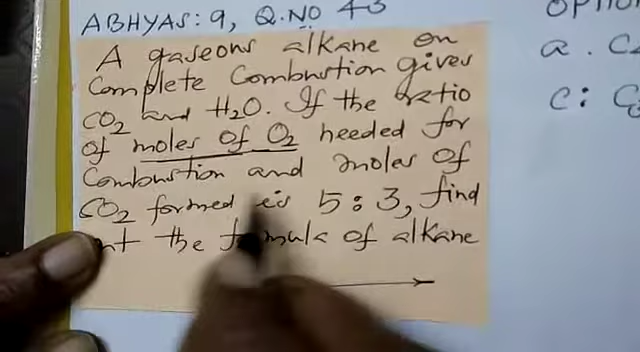 ABHYAS: 9, Q.NO 43
A gaseous alkane on
Complete Combustion gives
CO2 and H2O. If the ratio
of moles of O2 needed for
Combustion and moles of
CO2 formed is 5:3, find
the formula of alkane
a.
c: